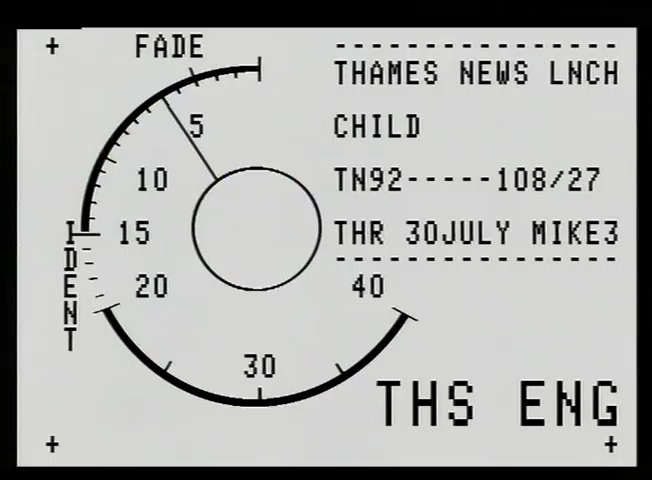 FADE
----------------
THAMES NEWS LNCH
CHILD
TN92-----108/27
THR 30JULY MIKE3
----------------
5
10
15
20
30
40
IDENT
THS ENG